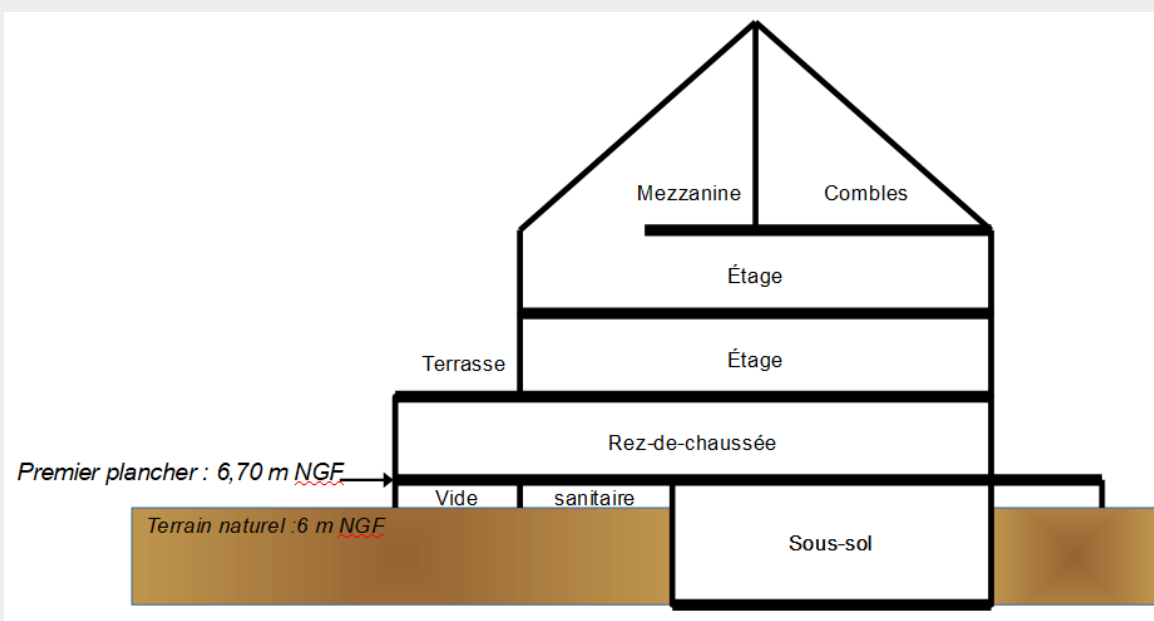 Mezzanine Combles
Étage
Terrasse Étage
Rez-de-chaussée
Premier plancher : 6,70 m NGF
Vide sanitaire
Terrain naturel :6 m NGF
Sous-sol